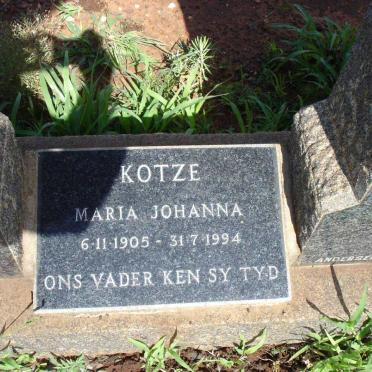 KOTZE
MARIA JOHANNA
6·11·1905 - 31·7·1994
ONS VADER KEN SY TYD